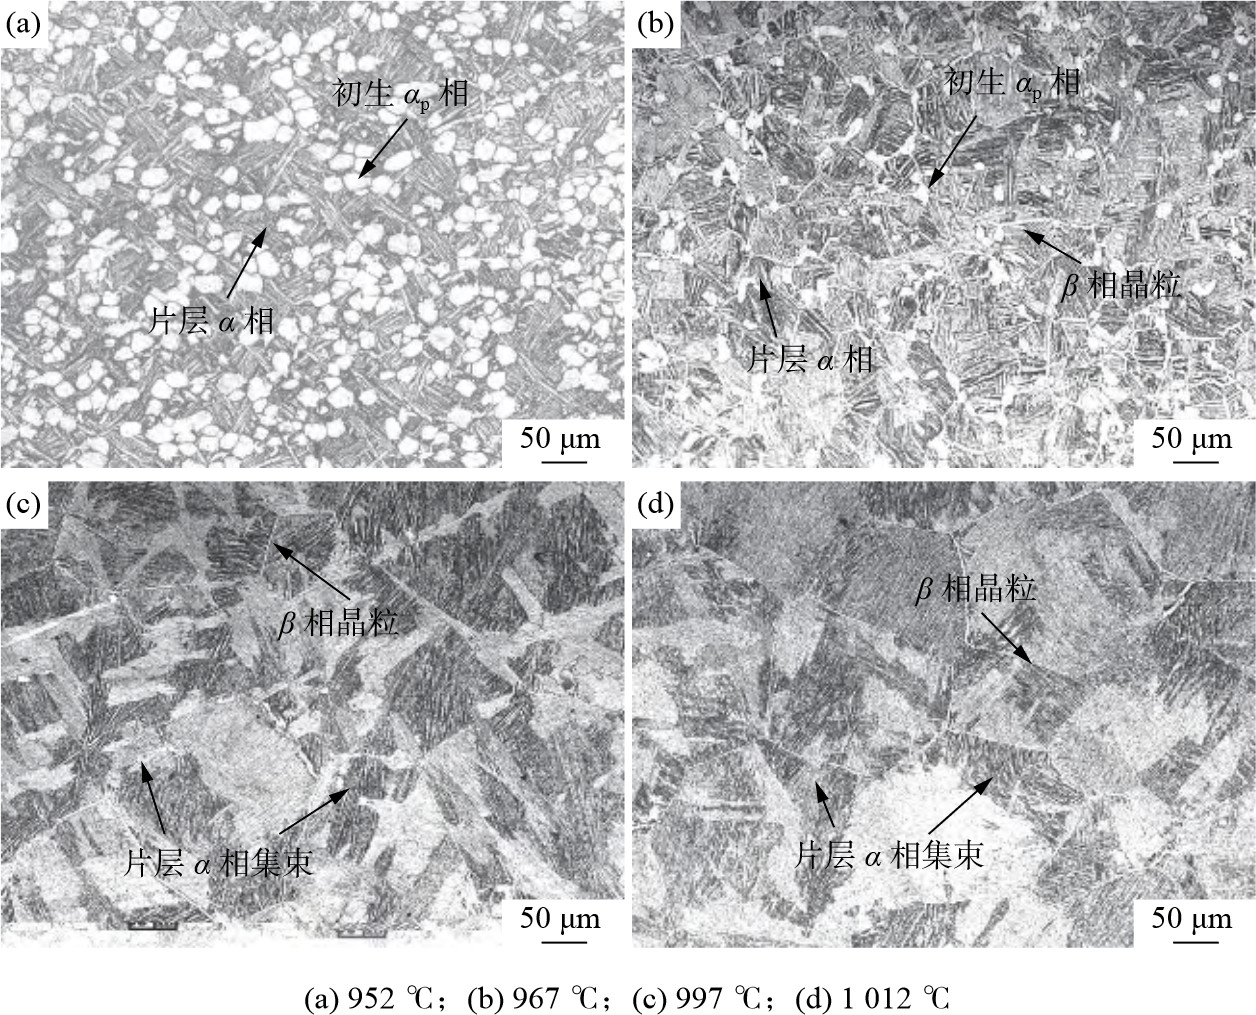 (a)
初生 αp 相
片层 α 相
50 μm
(b)
初生 αp 相
β 相晶粒
片层 α 相
50 μm
(c)
β 相晶粒
片层 α 相集束
50 μm
(d)
β 相晶粒
片层 α 相集束
50 μm
(a) 952 ℃；(b) 967 ℃；(c) 997 ℃；(d) 1 012 ℃